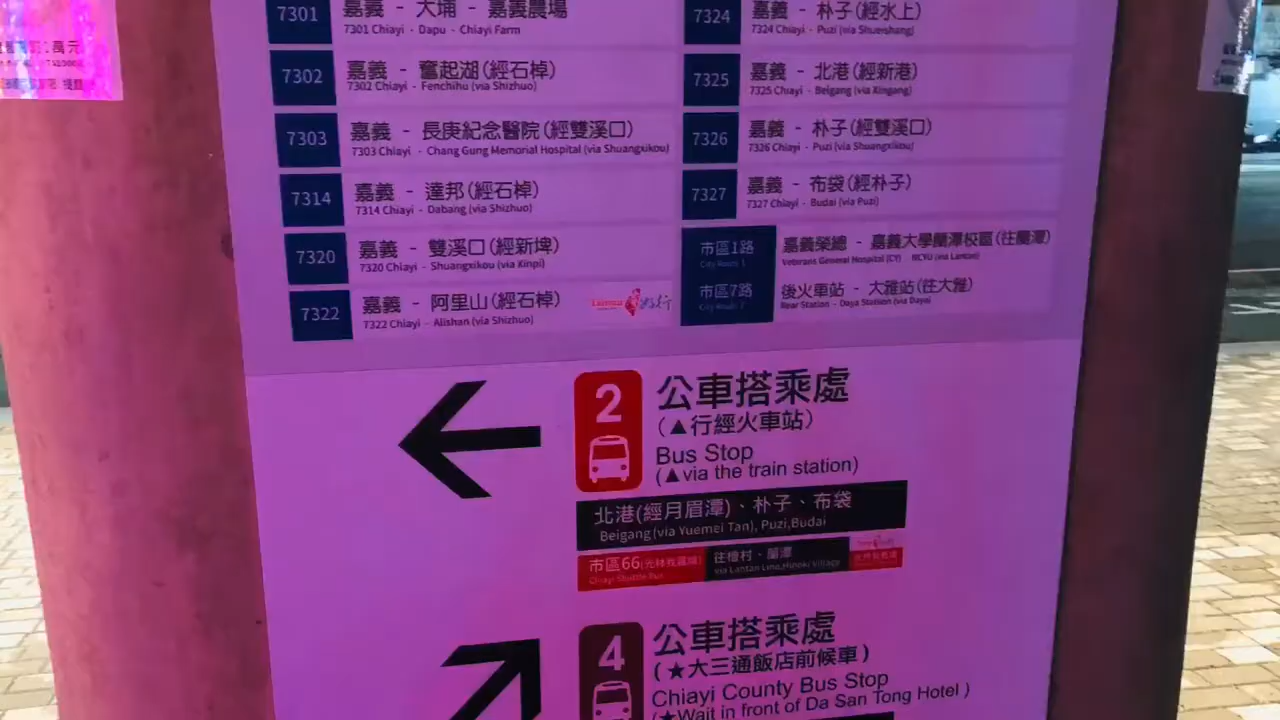 7301 嘉義 - 大埔 - 嘉義農場
7301 Chiayi - Dapu - Chiayi Farm
7302 嘉義 - 奮起湖(經石棹)
7302 Chiayi - Fenchihu (via Shizhuo)
7303 嘉義 - 長庚紀念醫院(經雙溪口)
7303 Chiayi - Chang Gung Memorial Hospital (via Shuangxikou)
7314 嘉義 - 達邦(經石棹)
7314 Chiayi - Dabang (via Shizhuo)
7320 嘉義 - 雙溪口(經新埤)
7320 Chiayi - Shuangxikou (via Xinpi)
7322 嘉義 - 阿里山(經石棹)
7322 Chiayi - Alishan (via Shizhuo)
7324 嘉義 - 朴子(經水上)
7324 Chiayi - Puzi (via Shueishang)
7325 嘉義 - 北港(經新港)
7325 Chiayi - Beigang (via Xingang)
7326 嘉義 - 朴子(經雙溪口)
7326 Chiayi - Puzi (via Shuangxikou)
7327 嘉義 - 布袋(經朴子)
7327 Chiayi - Budai (via Puzi)
市區1路 嘉義榮總 - 嘉義大學蘭潭校區(往蘭潭)
City Route 1 Veterans General Hospital (CY) NCYU (via Lantan)
市區7路 後火車站 - 大雅站(往大雅)
City Route 7 Rear Station - Daya Station (via Daya)
2 公車搭乘處
(▲行經火車站)
Bus Stop
(▲via the train station)
北港(經月眉潭)、朴子、布袋
Beigang(via Yuemei Tan), Puzi,Budai
市區66 往檜村、蘭潭
Chiayi Shuttle Bus via Lantan Line,Hinoki Village
4 公車搭乘處
(★大三通飯店前候車)
Chiayi County Bus Stop
(★Wait in front of Da San Tong Hotel )